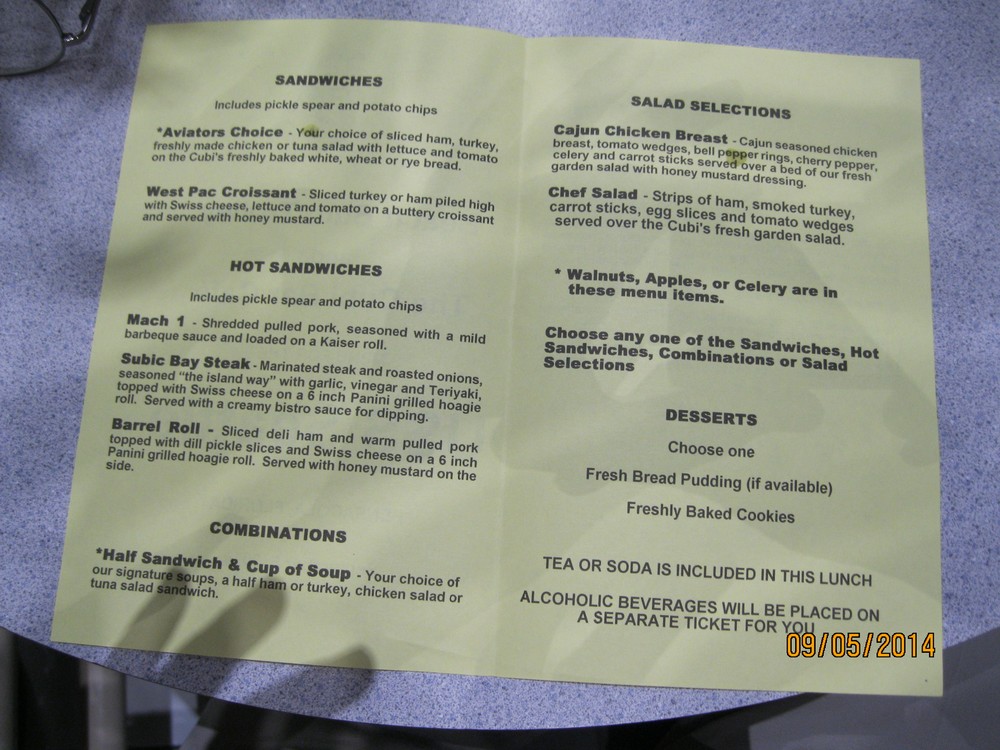 SANDWICHES
Includes pickle spear and potato chips
*Aviators Choice - Your choice of sliced ham, turkey,
freshly made chicken or tuna salad with lettuce and tomato
on the Cubi's freshly baked white, wheat or rye bread.
West Pac Croissant - Sliced turkey or ham piled high
with Swiss cheese, lettuce and tomato on a buttery croissant
and served with honey mustard.
HOT SANDWICHES
Includes pickle spear and potato chips
Mach 1 - Shredded pulled pork, seasoned with a mild
barbeque sauce and loaded on a Kaiser roll.
Subic Bay Steak - Marinated steak and roasted onions,
seasoned "the island way" with garlic, vinegar and Teriyaki,
topped with Swiss cheese on a 6 inch Panini grilled hoagie
roll. Served with a creamy bistro sauce for dipping.
Barrel Roll - Sliced deli ham and warm pulled pork
topped with dill pickle slices and Swiss cheese on a 6 inch
Panini grilled hoagie roll. Served with honey mustard on the
side.
COMBINATIONS
*Half Sandwich & Cup of Soup - Your choice of
our signature soups, a half ham or turkey, chicken salad or
tuna salad sandwich.
SALAD SELECTIONS
Cajun Chicken Breast - Cajun seasoned chicken
breast, tomato wedges, bell pepper rings, cherry pepper,
celery and carrot sticks served over a bed of our fresh
garden salad with honey mustard dressing.
Chef Salad - Strips of ham, smoked turkey,
carrot sticks, egg slices and tomato wedges
served over the Cubi's fresh garden salad.
* Walnuts, Apples, or Celery are in
these menu items.
Choose any one of the Sandwiches, Hot
Sandwiches, Combinations or Salad
Selections
DESSERTS
Choose one
Fresh Bread Pudding (if available)
Freshly Baked Cookies
TEA OR SODA IS INCLUDED IN THIS LUNCH
ALCOHOLIC BEVERAGES WILL BE PLACED ON
A SEPARATE TICKET FOR YOU
09/05/2014